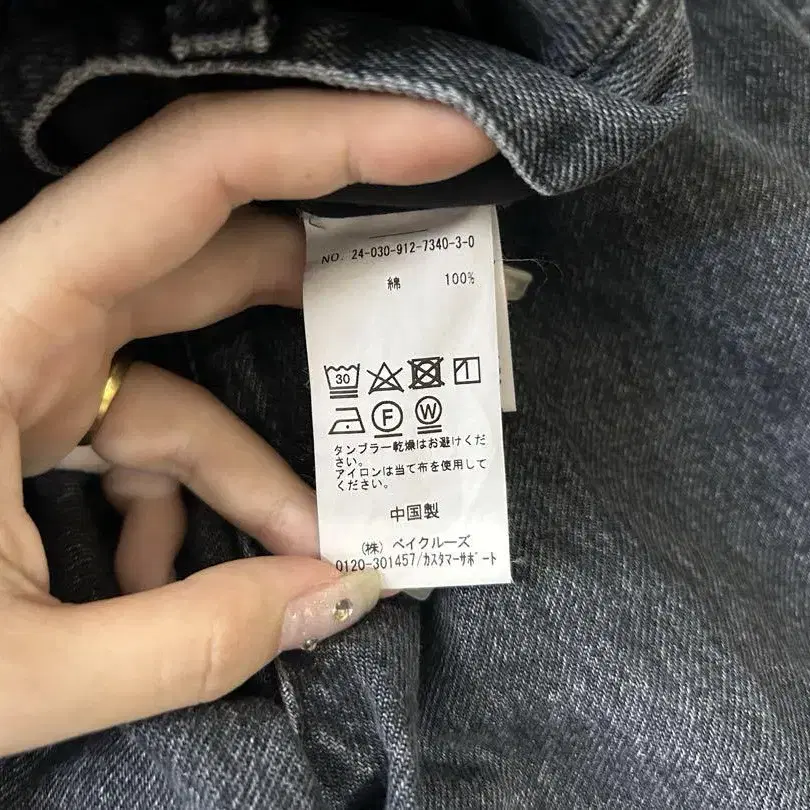 NO. 24-030-912-7340-3-0
綿 100%
30
F W
タンブラー乾燥はお避けくだ
さい。
アイロンは当て布を使用して
ください。
中国製
(株) ベイクルーズ
0120-301457/カスタマーサポート